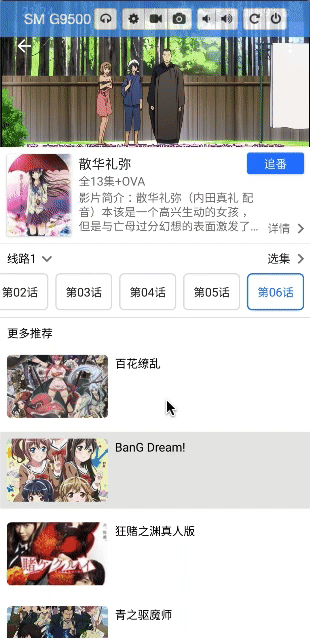 SM G9500
散华礼弥
追番
全13集+OVA
影片简介：散华礼弥（内田真礼 配
音）本该是一个高兴生动的女孩，
但是与亡母过分幻想的表面激发了...
详情
线路1
选集
第02话
第03话
第04话
第05话
第06话
更多推荐
百花缭乱
BanG Dream!
狂赌之渊真人版
青之驱魔师